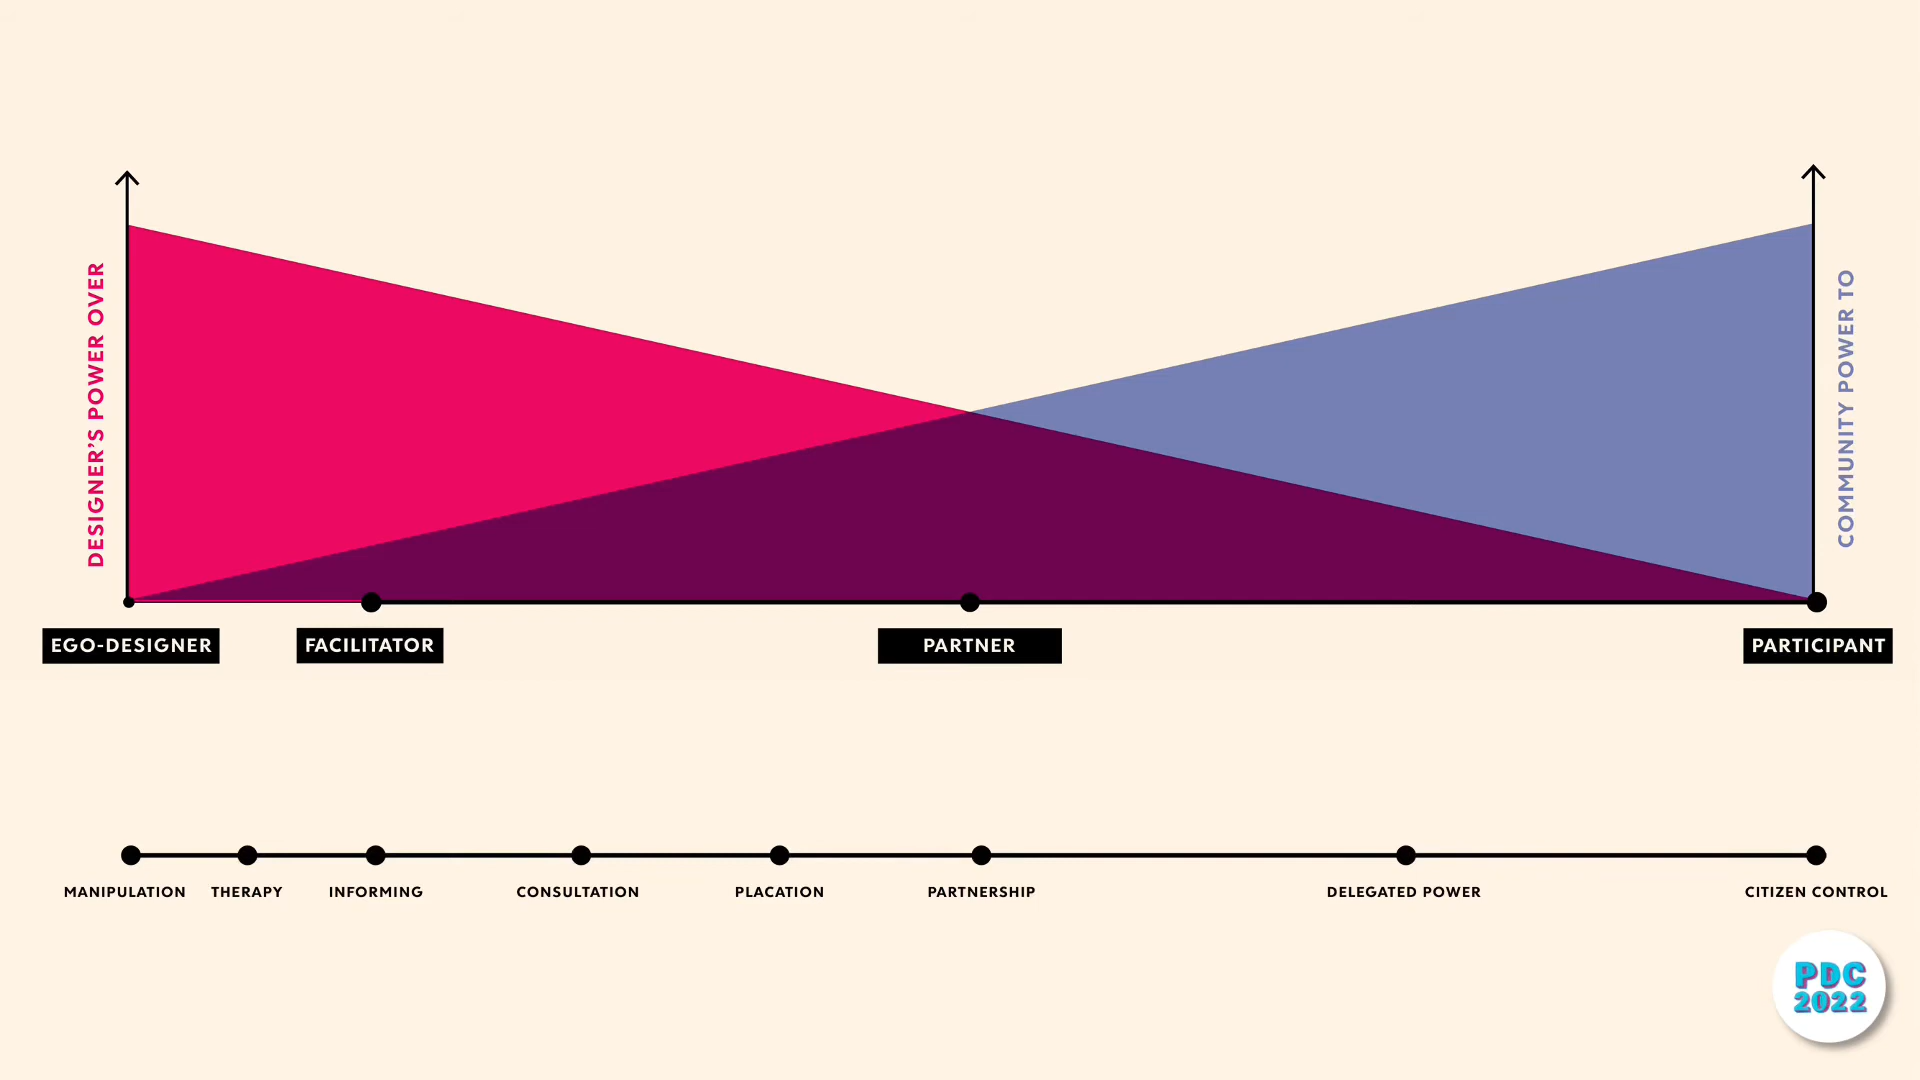 DESIGNER'S POWER OVER
COMMUNITY POWER TO
EGO-DESIGNER
FACILITATOR
PARTNER
PARTICIPANT
MANIPULATION
THERAPY
INFORMING
CONSULTATION
PLACATION
PARTNERSHIP
DELEGATED POWER
CITIZEN CONTROL
PDC
2022